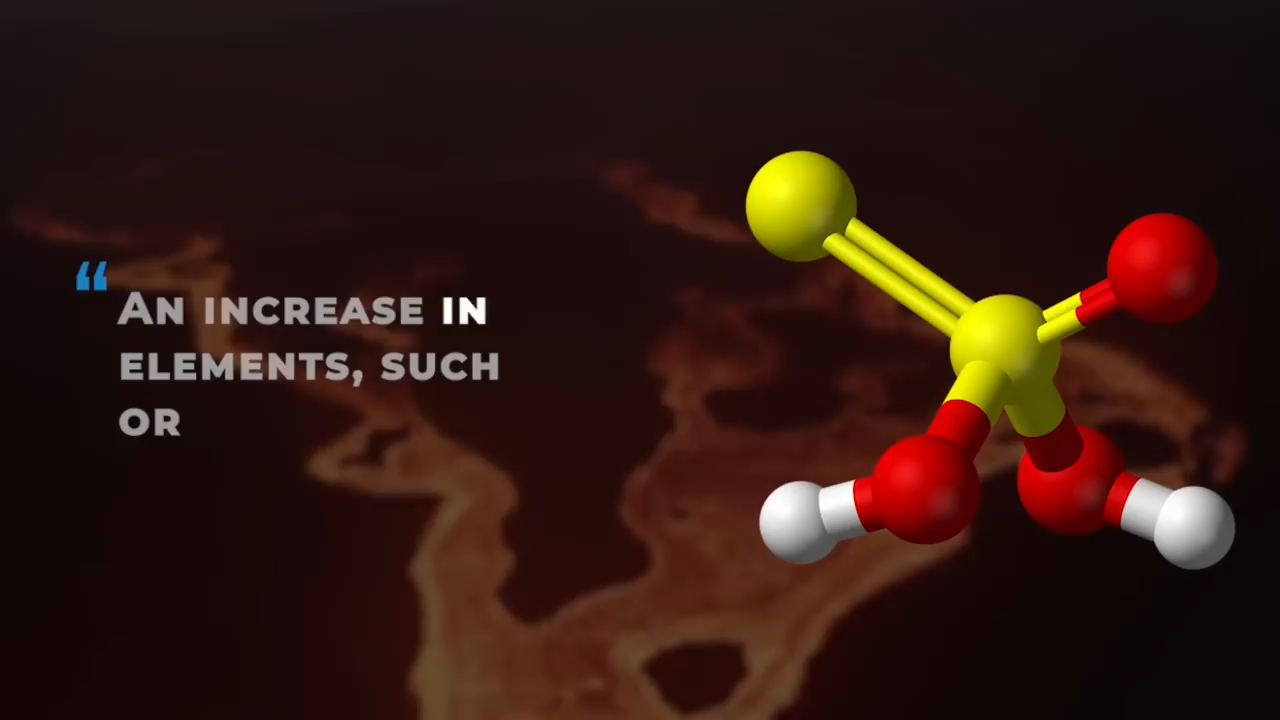 “ An increase in
elements, such
or